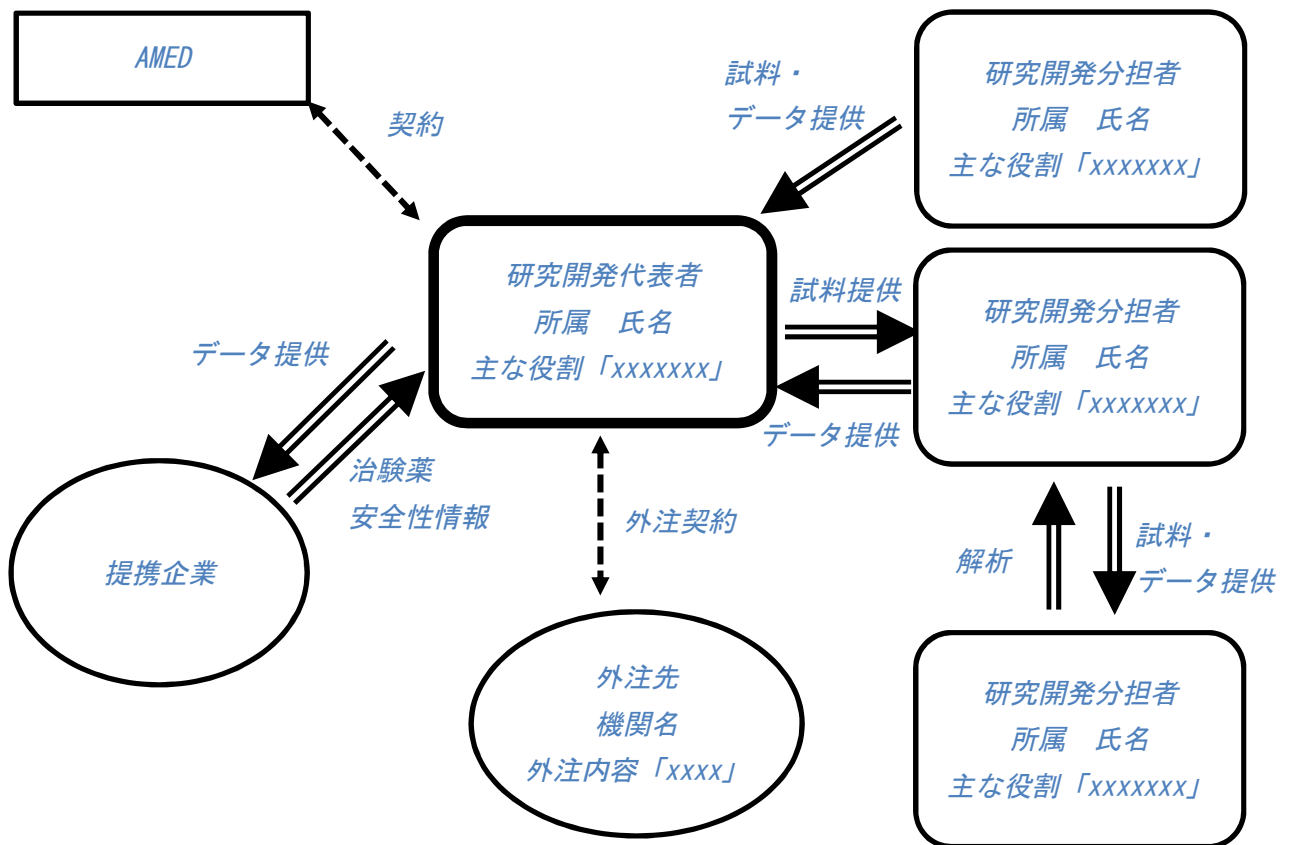 AMED
契約
試料・
データ提供
研究開発分担者
所属　氏名
主な役割「xxxxxxx」
研究開発代表者
所属　氏名
主な役割「xxxxxxx」
試料提供
データ提供
研究開発分担者
所属　氏名
主な役割「xxxxxxx」
データ提供
治験薬
安全性情報
提携企業
外注契約
外注先
機関名
外注内容「xxxx」
解析
試料・
データ提供
研究開発分担者
所属　氏名
主な役割「xxxxxxx」